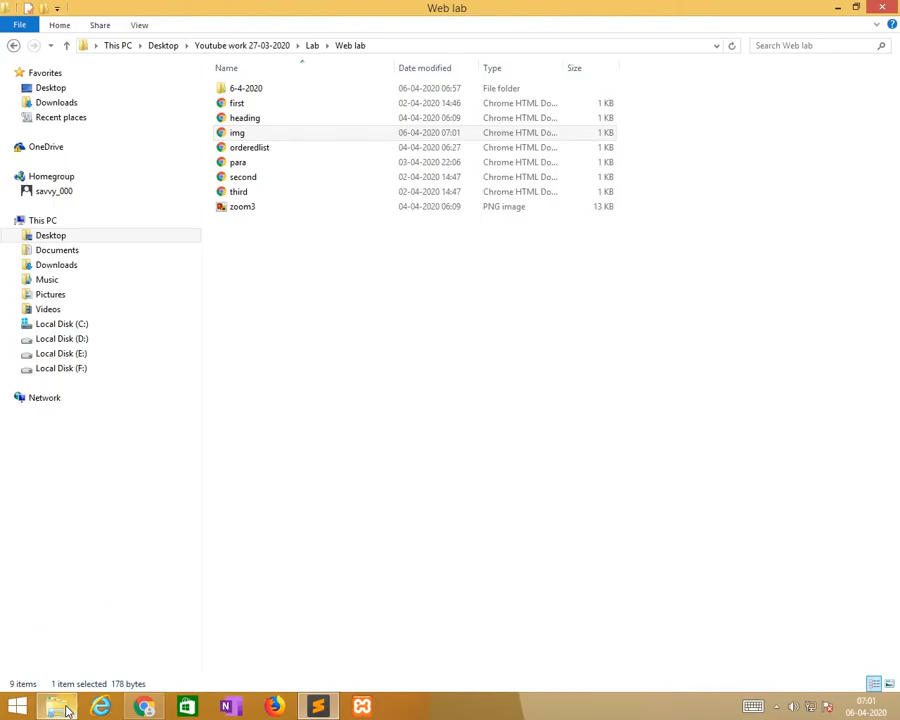 Web lab
File Home Share View
This PC Desktop Youtube work 27-03-2020 Lab Web lab Search Web lab
Name Date modified Type Size
Favorites
Desktop
Downloads
Recent places
OneDrive
Homegroup
savvy_000
This PC
Desktop
Documents
Downloads
Music
Pictures
Videos
Local Disk (C:)
Local Disk (D:)
Local Disk (E:)
Local Disk (F:)
Network
6-4-2020 06-04-2020 06:57 File folder
first 02-04-2020 14:46 Chrome HTML Do... 1 KB
heading 04-04-2020 06:09 Chrome HTML Do... 1 KB
img 06-04-2020 07:01 Chrome HTML Do... 1 KB
orderedlist 04-04-2020 06:27 Chrome HTML Do... 1 KB
para 03-04-2020 22:06 Chrome HTML Do... 1 KB
second 02-04-2020 14:47 Chrome HTML Do... 1 KB
third 02-04-2020 14:47 Chrome HTML Do... 1 KB
zoom3 04-04-2020 06:09 PNG image 13 KB
9 items 1 item selected 178 bytes
07:01
06-04-2020